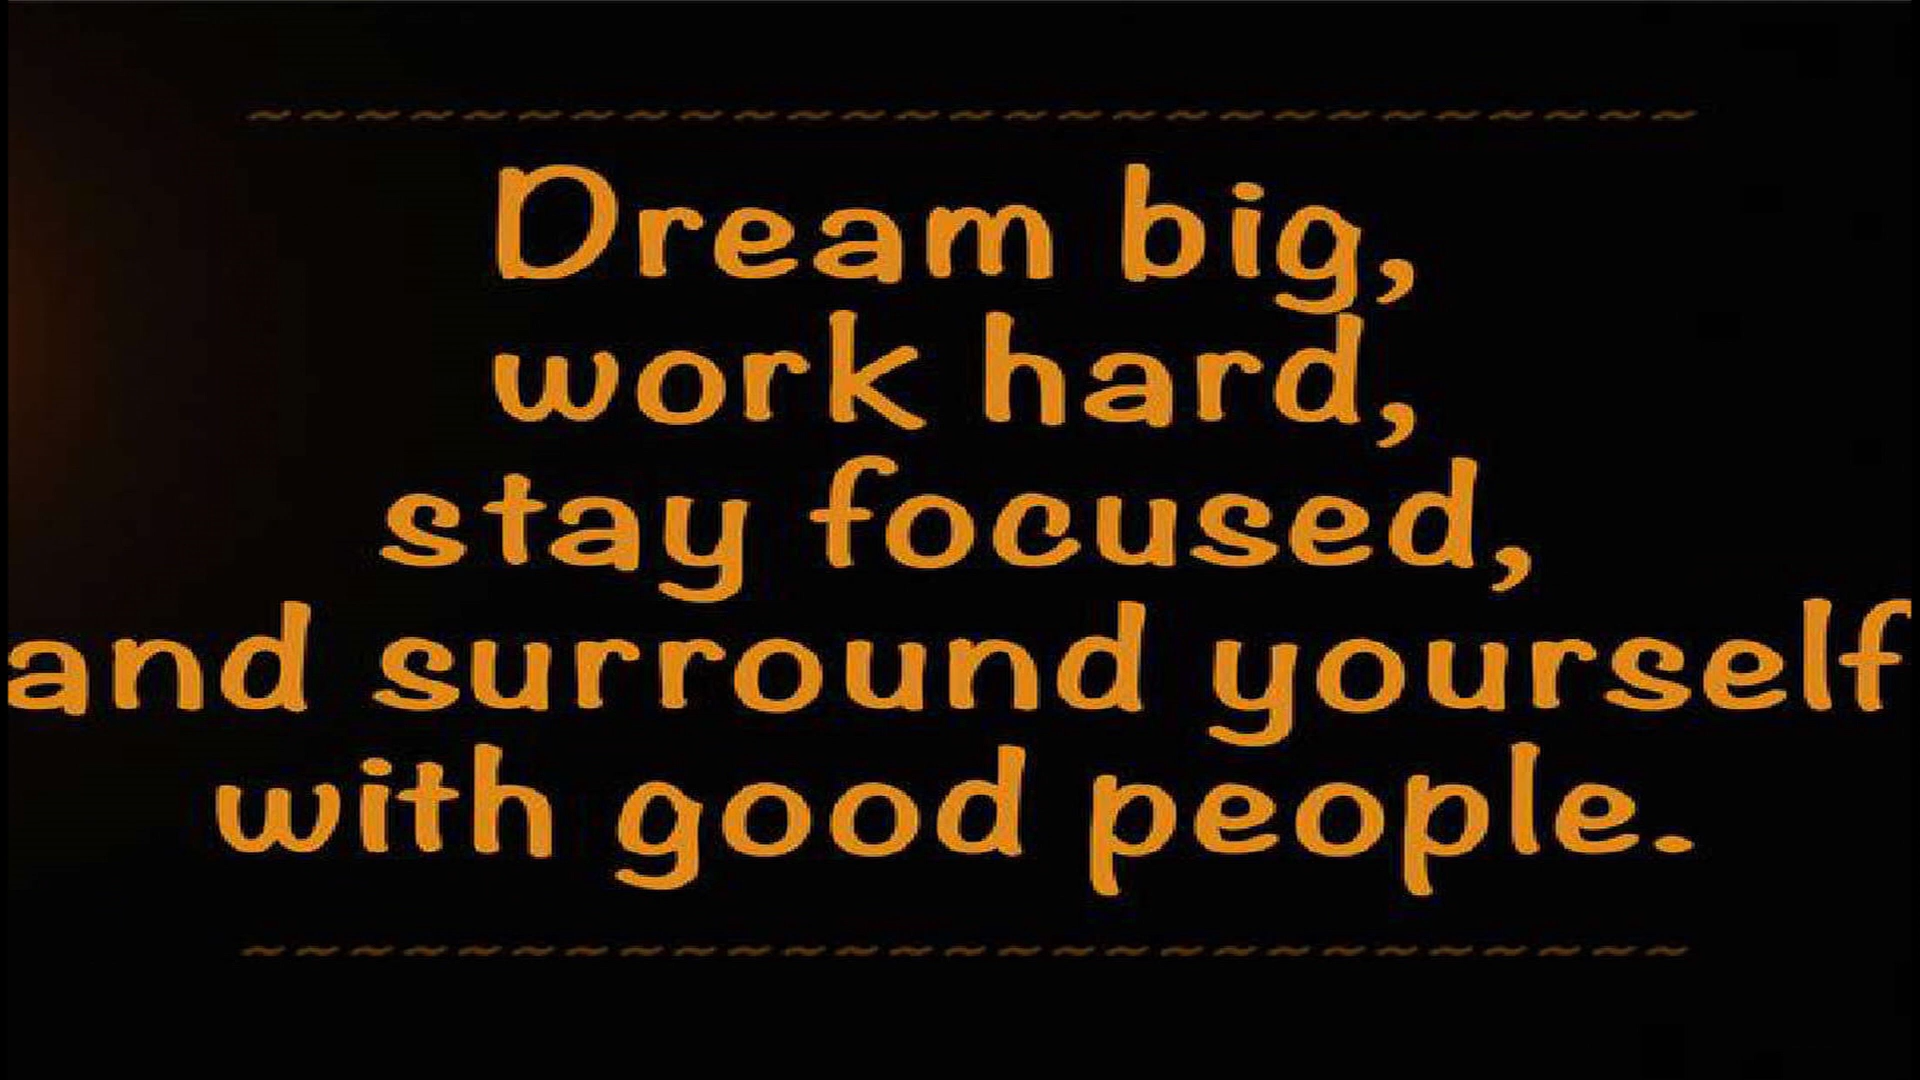 Dream big,
work hard,
stay focused,
and surround yourself
with good people.